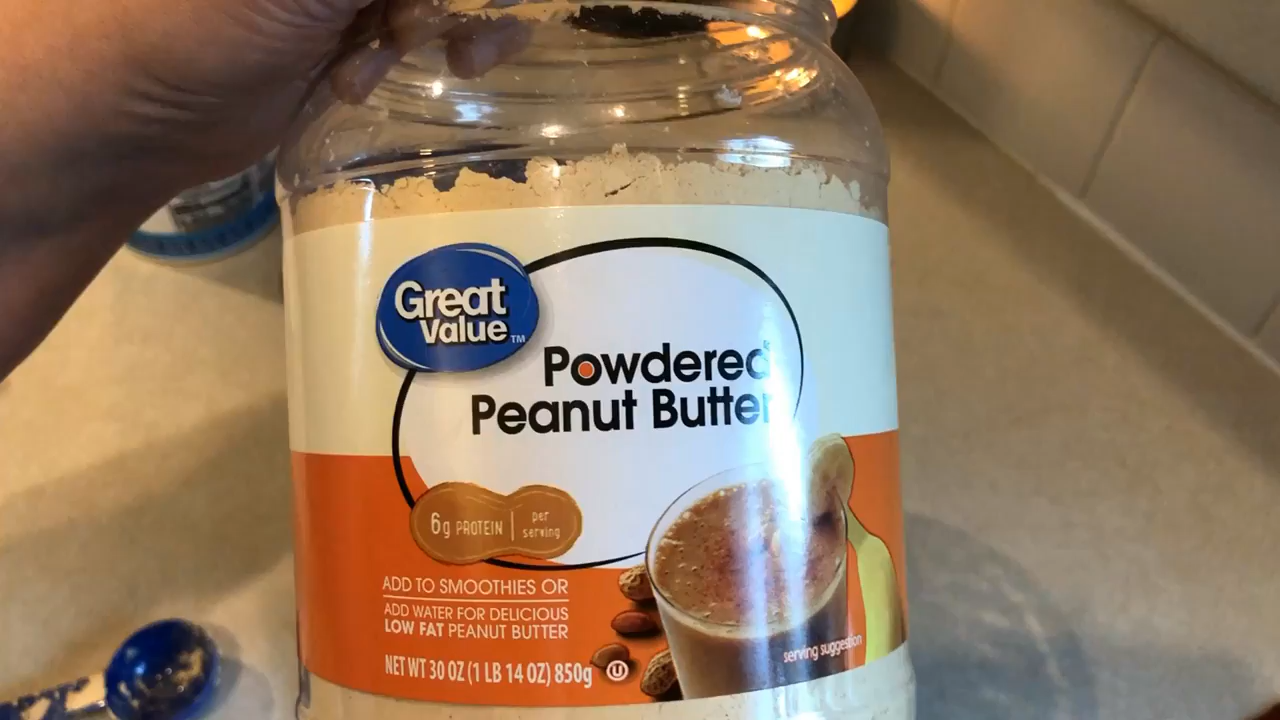 Great
Value™
Powdered
Peanut Butter
6g PROTEIN | per
serving
ADD TO SMOOTHIES OR
ADD WATER FOR DELICIOUS
LOW FAT PEANUT BUTTER
NET WT 30 OZ (1 LB 14 OZ) 850g
U
serving suggestion